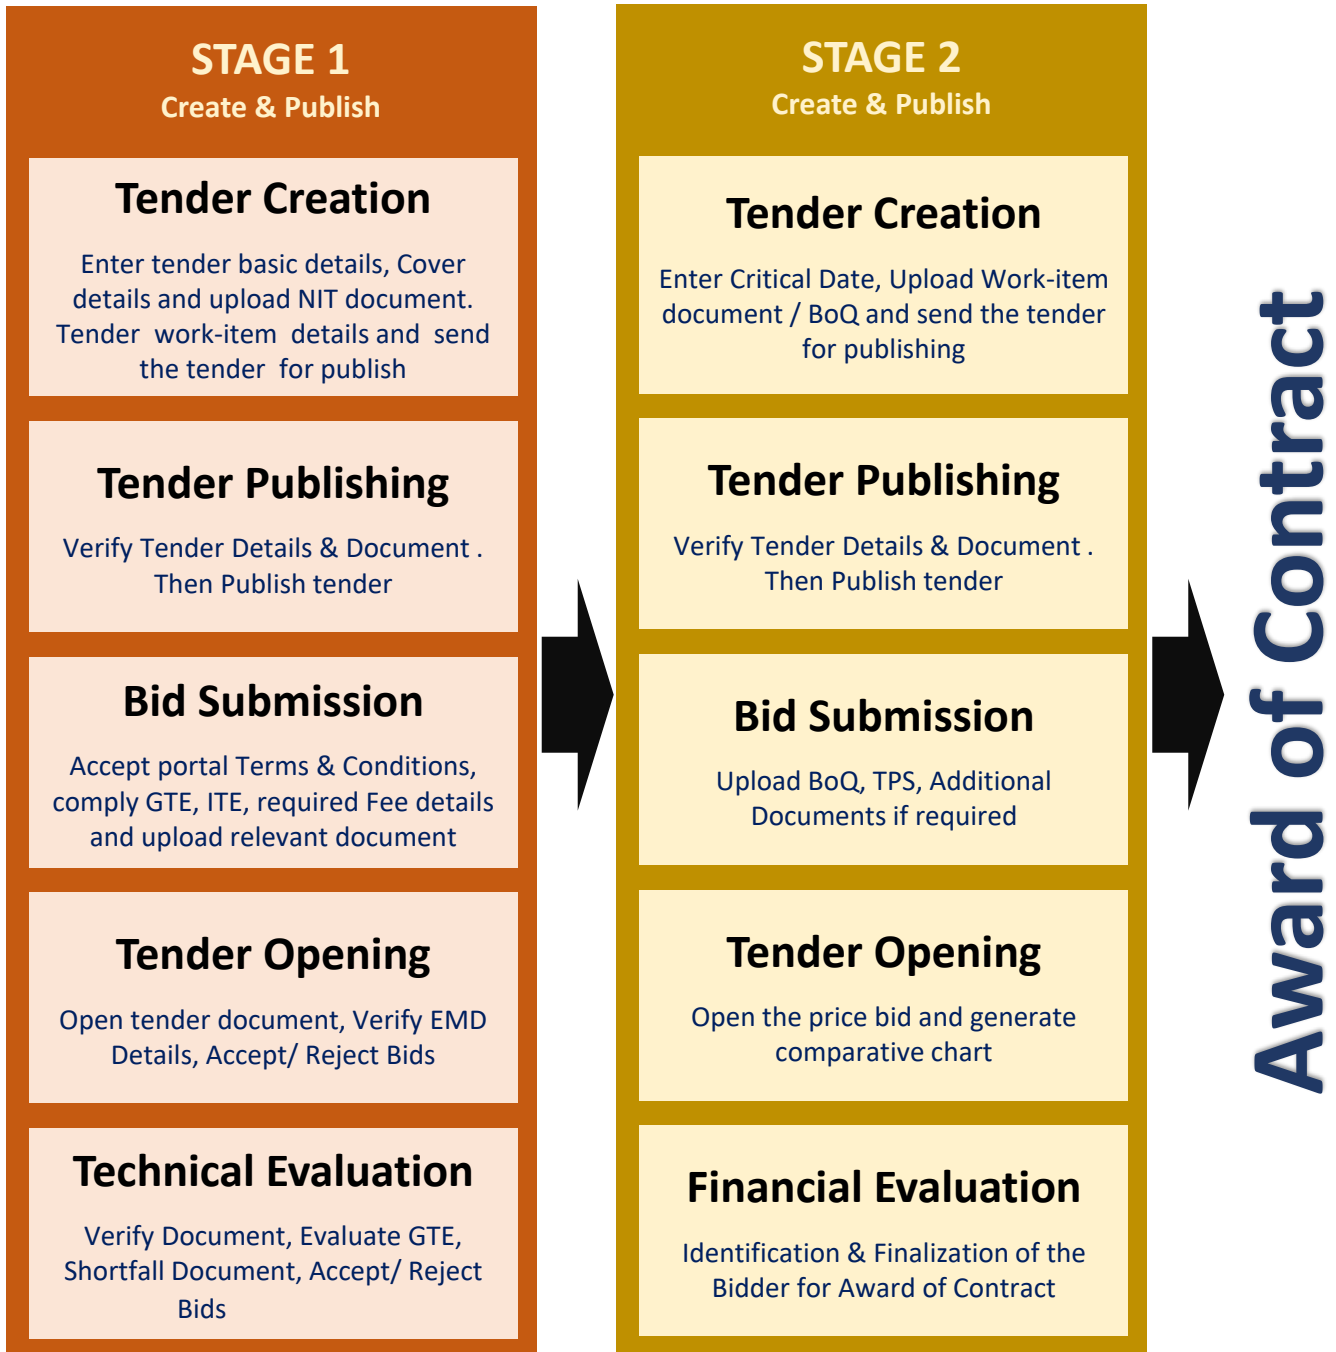 STAGE 1
Create & Publish
Tender Creation
Enter tender basic details, Cover
details and upload NIT document.
Tender work-item details and send
the tender for publish
Tender Publishing
Verify Tender Details & Document .
Then Publish tender
Bid Submission
Accept portal Terms & Conditions,
comply GTE, ITE, required Fee details
and upload relevant document
Tender Opening
Open tender document, Verify EMD
Details, Accept/ Reject Bids
Technical Evaluation
Verify Document, Evaluate GTE,
Shortfall Document, Accept/ Reject
Bids
STAGE 2
Create & Publish
Tender Creation
Enter Critical Date, Upload Work-item
document / BoQ and send the tender
for publishing
Tender Publishing
Verify Tender Details & Document .
Then Publish tender
Bid Submission
Upload BoQ, TPS, Additional
Documents if required
Tender Opening
Open the price bid and generate
comparative chart
Financial Evaluation
Identification & Finalization of the
Bidder for Award of Contract
Award of Contract